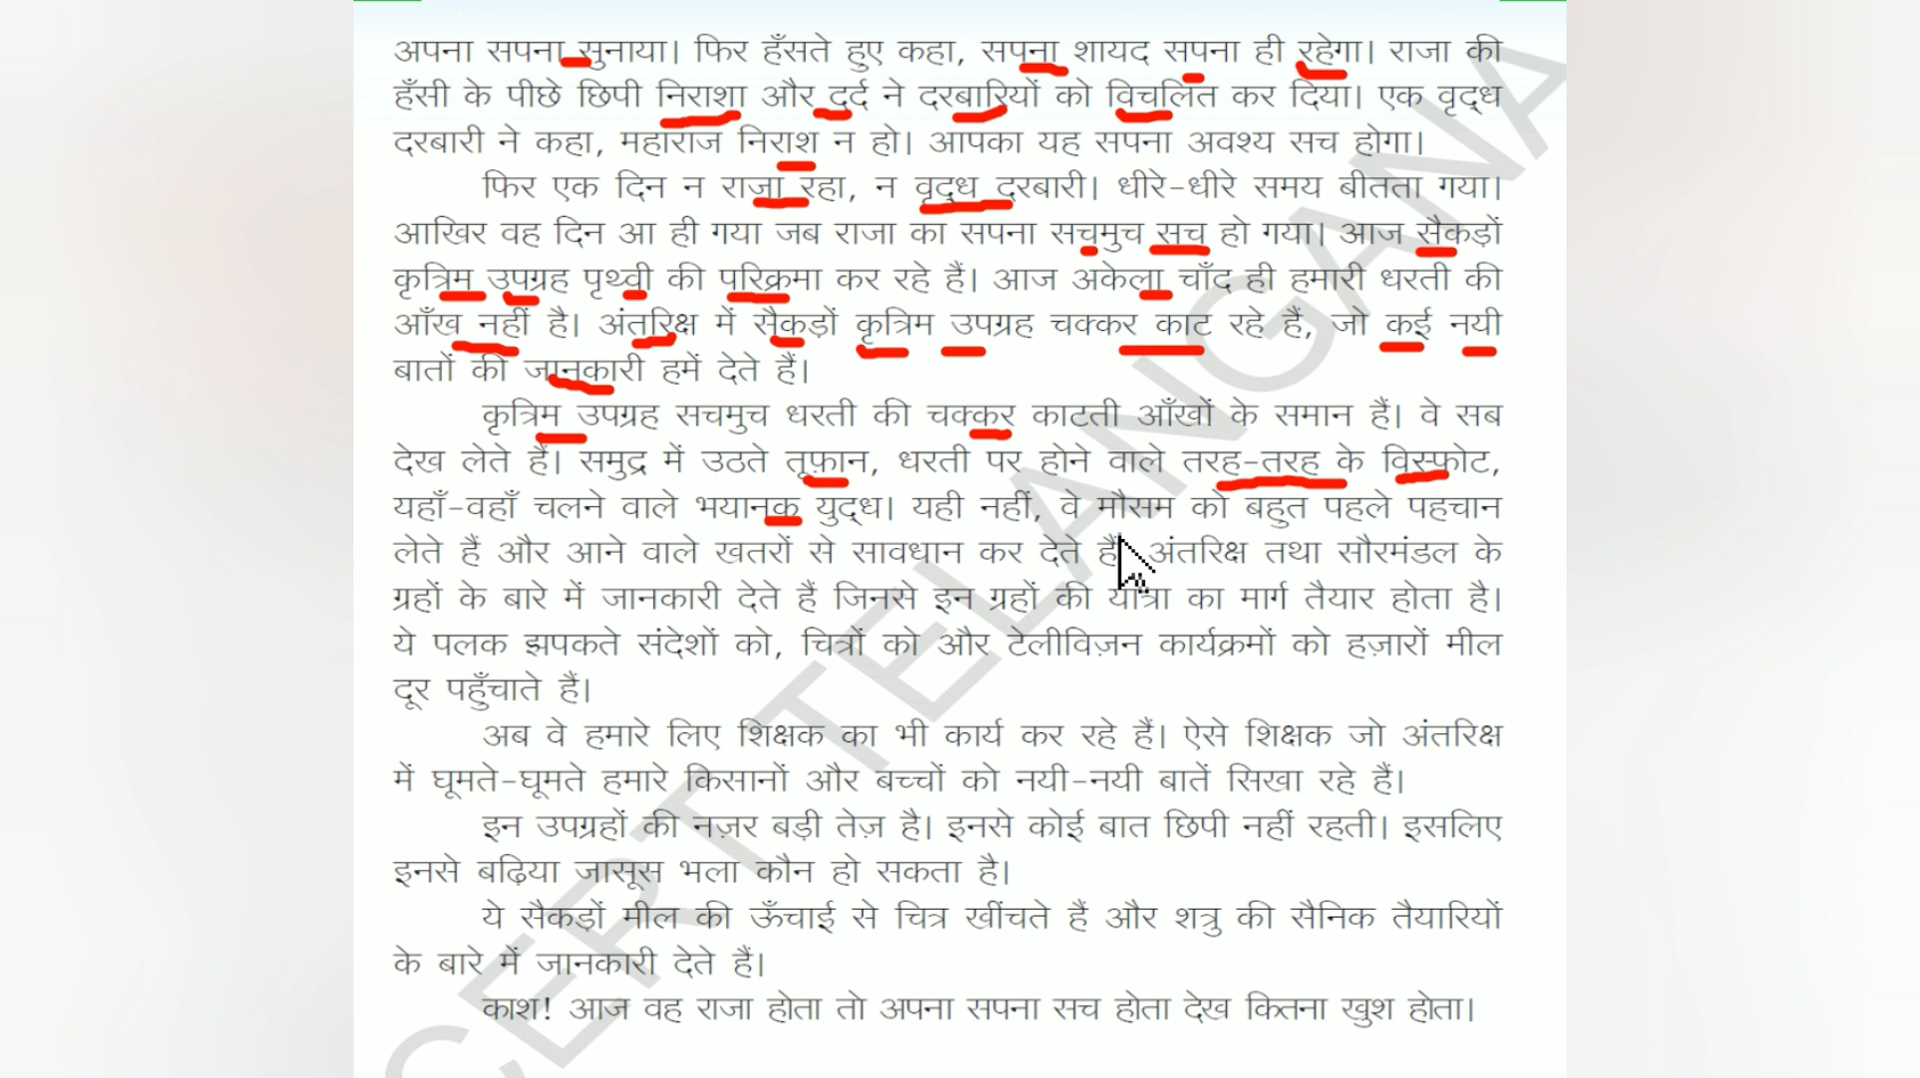 अपना सपना सुनाया। फिर हँसते हुए कहा, सपना शायद सपना ही रहेगा। राजा की
हँसी के पीछे छिपी निराशा और दर्द ने दरबारियों को विचलित कर दिया। एक वृद्ध
दरबारी ने कहा, महाराज निराश न हो। आपका यह सपना अवश्य सच होगा।
फिर एक दिन न राजा रहा, न वृद्ध दरबारी। धीरे-धीरे समय बीतता गया।
आखिर वह दिन आ ही गया जब राजा का सपना सचमुच सच हो गया। आज सैकड़ों
कृत्रिम उपग्रह पृथ्वी की परिक्रमा कर रहे हैं। आज अकेला चाँद ही हमारी धरती की
आँख नहीं है। अंतरिक्ष में सैकड़ों कृत्रिम उपग्रह चक्कर काट रहे हैं, जो कई नयी
बातों की जानकारी हमें देते हैं।
कृत्रिम उपग्रह सचमुच धरती की चक्कर काटती आँखों के समान हैं। वे सब
देख लेते हैं। समुद्र में उठते तूफ़ान, धरती पर होने वाले तरह-तरह के विस्फोट,
यहाँ-वहाँ चलने वाले भयानक युद्ध। यही नहीं, वे मौसम को बहुत पहले पहचान
लेते हैं और आने वाले खतरों से सावधान कर देते हैं। अंतरिक्ष तथा सौरमंडल के
ग्रहों के बारे में जानकारी देते हैं जिनसे इन ग्रहों की यात्रा का मार्ग तैयार होता है।
ये पलक झपकते संदेशों को, चित्रों को और टेलीविज़न कार्यक्रमों को हज़ारों मील
दूर पहुँचाते हैं।
अब वे हमारे लिए शिक्षक का भी कार्य कर रहे हैं। ऐसे शिक्षक जो अंतरिक्ष
में घूमते-घूमते हमारे किसानों और बच्चों को नयी-नयी बातें सिखा रहे हैं।
इन उपग्रहों की नज़र बड़ी तेज़ है। इनसे कोई बात छिपी नहीं रहती। इसलिए
इनसे बढ़िया जासूस भला कौन हो सकता है।
ये सैकड़ों मील की ऊँचाई से चित्र खींचते हैं और शत्रु की सैनिक तैयारियों
के बारे में जानकारी देते हैं।
काश! आज वह राजा होता तो अपना सपना सच होता देख कितना खुश होता।
CERT TELANGANA